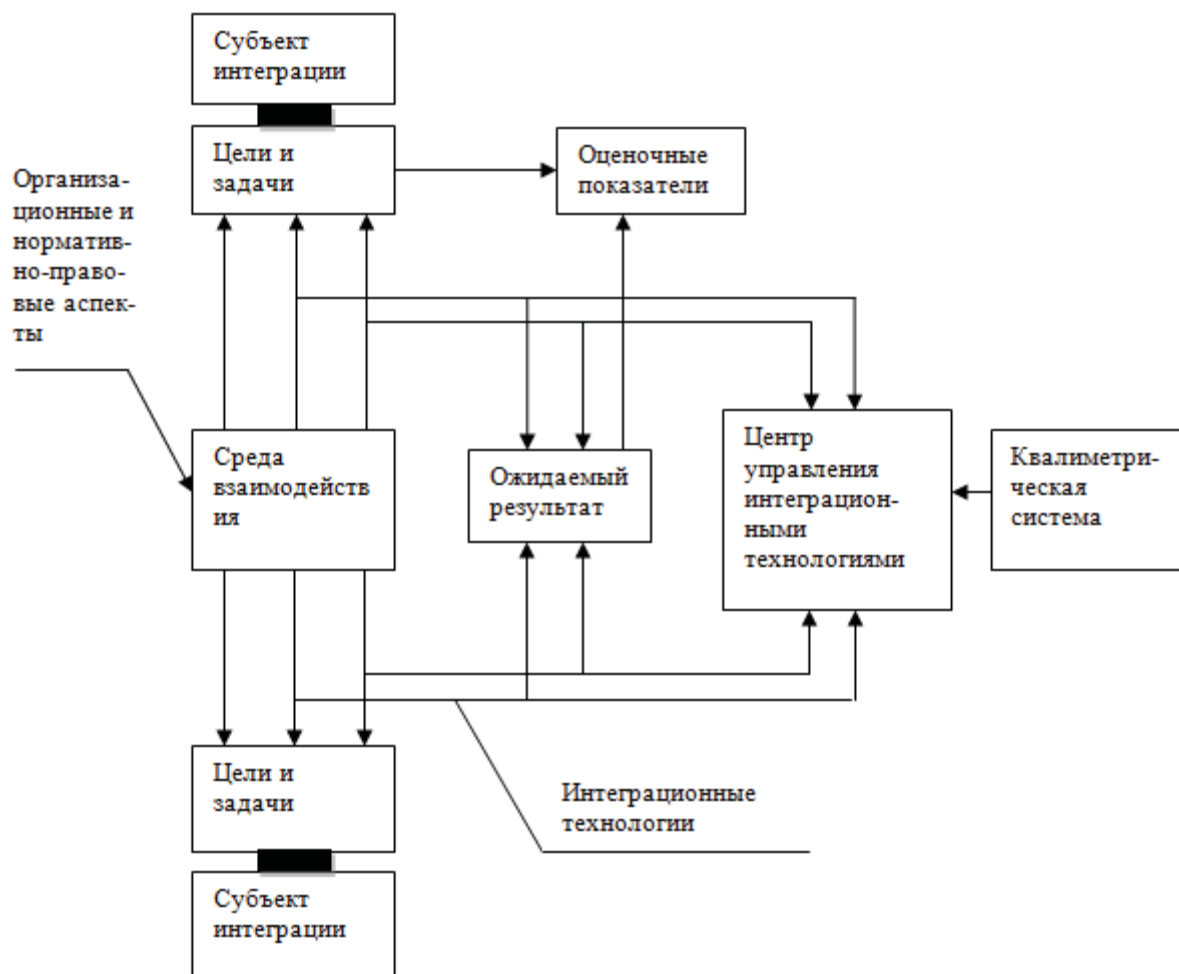 Субъект
интеграции
Цели и
задачи
Оценочные
показатели
Организа-
ционные и
норматив-
но-право-
вые аспек-
ты
Среда
взаимодейств
ия
Ожидаемый
результат
Центр
управления
интеграцион-
ными
технологиями
Квалиметри-
ческая
система
Цели и
задачи
Интеграционные
технологии
Субъект
интеграции